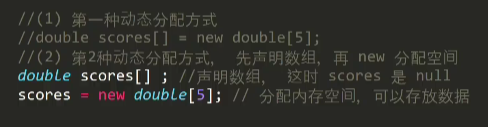 //(1) 第一种动态分配方式
//double scores[] = new double[5];
//(2) 第2种动态分配方式， 先声明数组，再 new 分配空间
double scores[] ; //声明数组， 这时 scores 是 null
scores = new double[5]; // 分配内存空间，可以存放数据